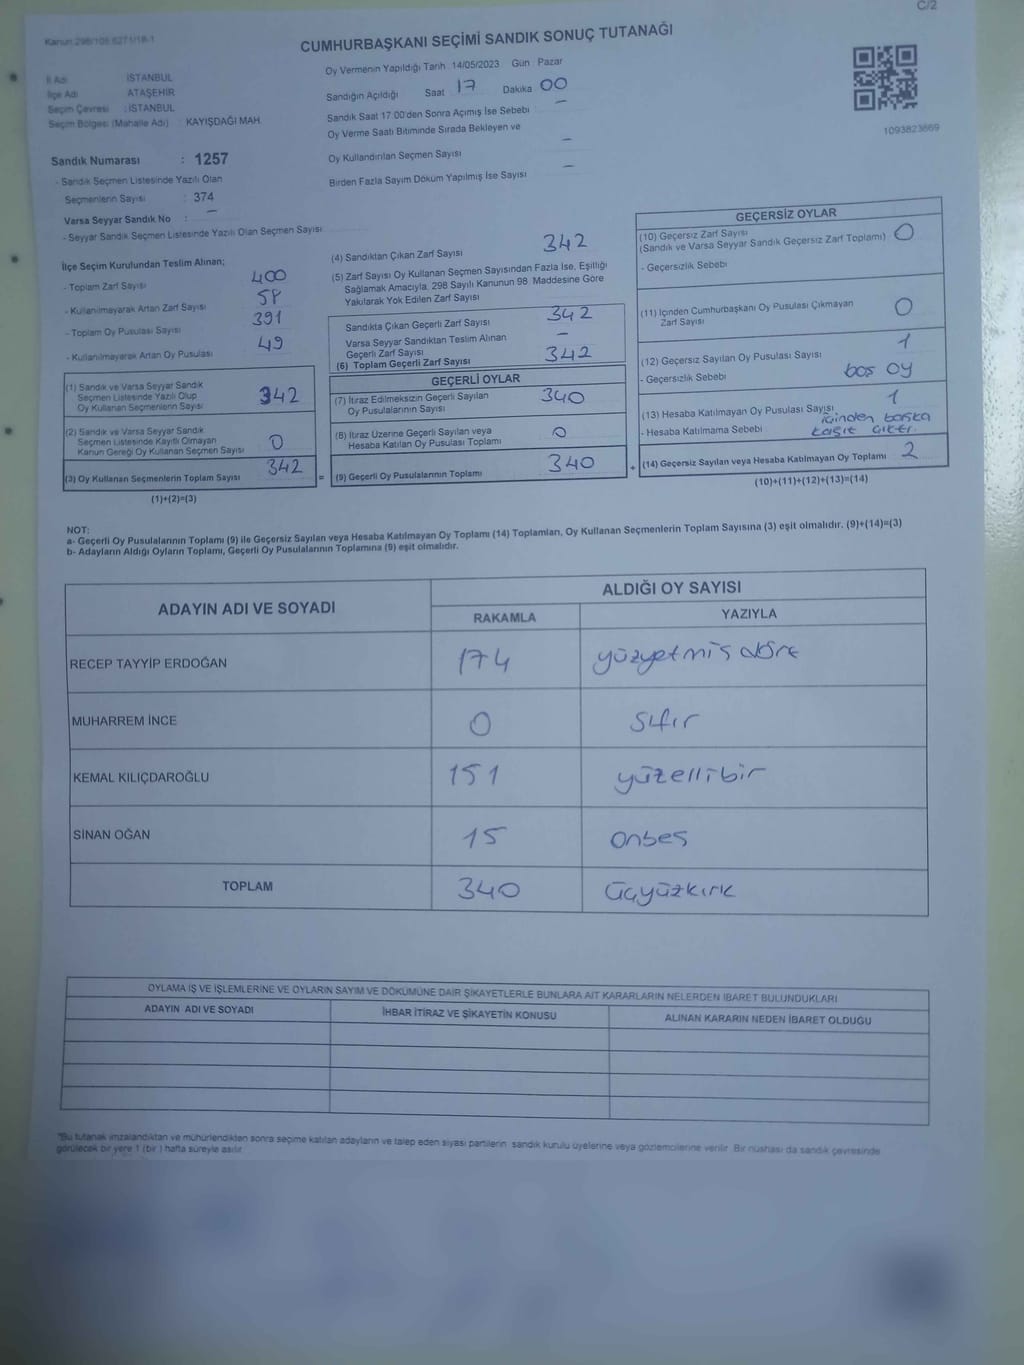 C/2
Kanun:298/105 6271/18-1
CUMHURBAŞKANI SEÇİMİ SANDIK SONUÇ TUTANAĞI
İl Adı İSTANBUL
İlçe Adı ATAŞEHİR
Seçim Çevresi : İSTANBUL
Seçim Bölgesi (Mahalle Adı) : KAYIŞDAĞI MAH.
Sandık Numarası : 1257
- Sandık Seçmen Listesinde Yazılı Olan
Seçmenlerin Sayısı : 374
Varsa Seyyar Sandık No : —
- Seyyar Sandık Seçmen Listesinde Yazılı Olan Seçmen Sayısı
Oy Vermenin Yapıldığı Tarih 14/05/2023 Gün Pazar
Sandığın Açıldığı Saat 17 Dakika 00
Sandık Saat 17.00'den Sonra Açılmış İse Sebebi —
Oy Verme Saati Bitiminde Sırada Bekleyen ve
Oy Kullandırılan Seçmen Sayısı —
Birden Fazla Sayım Döküm Yapılmış İse Sayısı —
1093823669
İlçe Seçim Kurulundan Teslim Alınan;
- Toplam Zarf Sayısı 400
- Kullanılmayarak Artan Zarf Sayısı 58
- Toplam Oy Pusulası Sayısı 391
- Kullanılmayarak Artan Oy Pusulası 49
(1) Sandık ve Varsa Seyyar Sandık
Seçmen Listesinde Yazılı Olup
Oy Kullanan Seçmenlerin Sayısı 342
(2) Sandık ve Varsa Seyyar Sandık
Seçmen Listesinde Kayıtlı Olmayan
Kanun Gereği Oy Kullanan Seçmen Sayısı 0
(3) Oy Kullanan Seçmenlerin Toplam Sayısı 342
(1)+(2)=(3)
(4) Sandıktan Çıkan Zarf Sayısı 342
(5) Zarf Sayısı Oy Kullanan Seçmen Sayısından Fazla İse, Eşitliği
Sağlamak Amacıyla, 298 Sayılı Kanunun 98. Maddesine Göre
Yakılarak Yok Edilen Zarf Sayısı
Sandıkta Çıkan Geçerli Zarf Sayısı 342
Varsa Seyyar Sandıktan Teslim Alınan
Geçerli Zarf Sayısı —
(6) Toplam Geçerli Zarf Sayısı 342
GEÇERLİ OYLAR
(7) İtiraz Edilmeksizin Geçerli Sayılan
Oy Pusulalarının Sayısı 340
(8) İtiraz Üzerine Geçerli Sayılan veya
Hesaba Katılan Oy Pusulası Toplamı 0
= (9) Geçerli Oy Pusulalarının Toplamı 340
GEÇERSİZ OYLAR
(10) Geçersiz Zarf Sayısı
(Sandık ve Varsa Seyyar Sandık Geçersiz Zarf Toplamı) 0
- Geçersizlik Sebebi
(11) İçinden Cumhurbaşkanı Oy Pusulası Çıkmayan
Zarf Sayısı 0
(12) Geçersiz Sayılan Oy Pusulası Sayısı 1
- Geçersizlik Sebebi boş oy
(13) Hesaba Katılmayan Oy Pusulası Sayısı 1
- Hesaba Katılmama Sebebi içinden başka
kağıt çıktı.
+ (14) Geçersiz Sayılan veya Hesaba Katılmayan Oy Toplamı 2
(10)+(11)+(12)+(13)=(14)
NOT:
a- Geçerli Oy Pusulalarının Toplamı (9) ile Geçersiz Sayılan veya Hesaba Katılmayan Oy Toplamı (14) Toplamları, Oy Kullanan Seçmenlerin Toplam Sayısına (3) eşit olmalıdır. (9)+(14)=(3)
b- Adayların Aldığı Oyların Toplamı, Geçerli Oy Pusulalarının Toplamına (9) eşit olmalıdır.
ADAYIN ADI VE SOYADI
ALDIĞI OY SAYISI
RAKAMLA YAZIYLA
RECEP TAYYİP ERDOĞAN 174 yüzyetmiş dört
MUHARREM İNCE 0 Sıfır
KEMAL KILIÇDAROĞLU 151 yüzellibir
SİNAN OĞAN 15 onbeş
TOPLAM 340 üçyüzkırk
OYLAMA İŞ VE İŞLEMLERİNE VE OYLARIN SAYIM VE DÖKÜMÜNE DAİR ŞİKAYETLERLE BUNLARA AİT KARARLARIN NELERDEN İBARET BULUNDUKLARI
ADAYIN ADI VE SOYADI İHBAR İTİRAZ VE ŞİKAYETİN KONUSU ALINAN KARARIN NEDEN İBARET OLDUĞU
*Bu tutanak imzalandıktan ve mühürlendikten sonra seçime katılan adayların ve talep eden siyasi partilerin sandık kurulu üyelerine veya gözlemcilerine verilir. Bir nüshası da sandık çevresinde
görülecek bir yere 1 (bir ) hafta süreyle asılır.